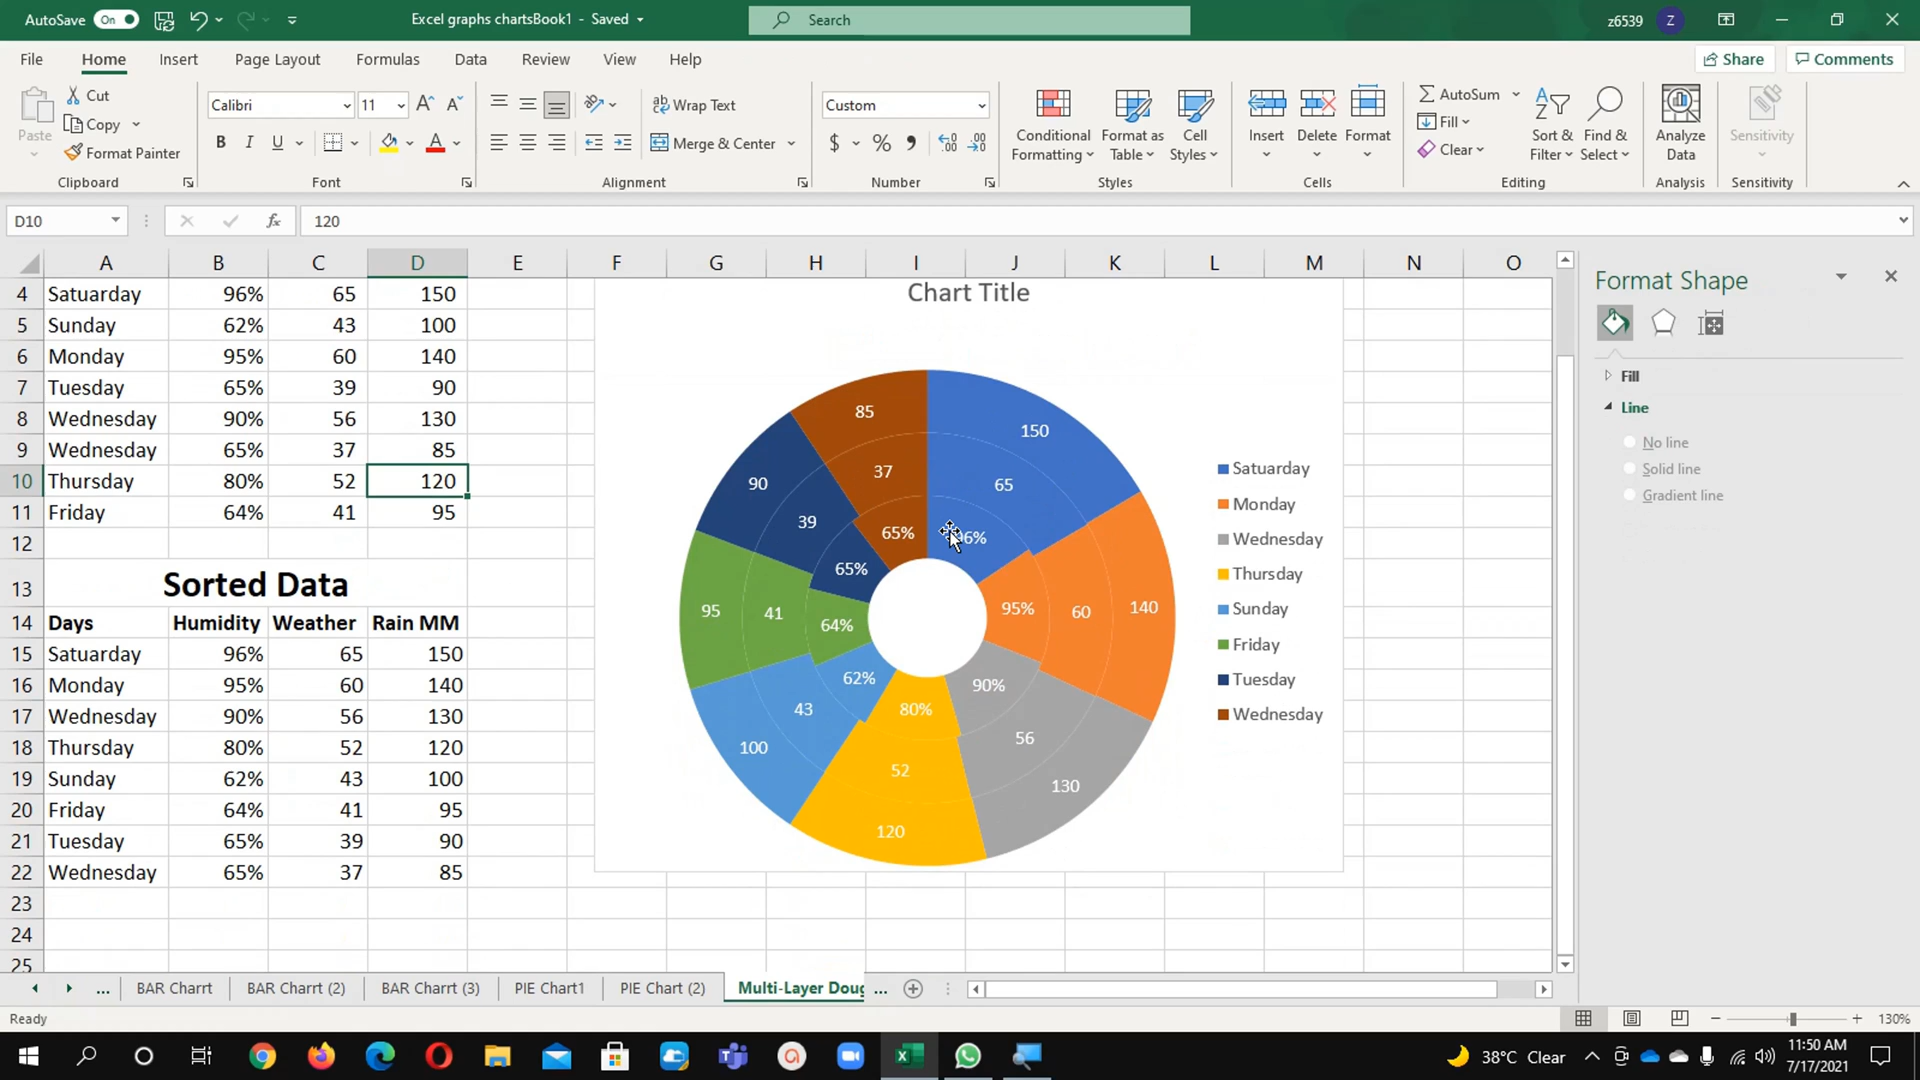 AutoSave On Excel graphs chartsBook1 - Saved Search z6539 Z
File Home Insert Page Layout Formulas Data Review View Help Share Comments
Paste Cut Copy Format Painter Clipboard
Calibri 11 B I U A Font
ab Wrap Text Merge & Center Alignment
Custom $ % Number
Conditional Formatting Format as Table Cell Styles Styles
Insert Delete Format Cells
AutoSum Fill Clear Sort & Filter Find & Select Editing
Analyze Data Analysis
Sensitivity Sensitivity
D10 fx 120
A B C D E F G H I J K L M N O
4 Satuarday 96% 65 150
5 Sunday 62% 43 100
6 Monday 95% 60 140
7 Tuesday 65% 39 90
8 Wednesday 90% 56 130
9 Wednesday 65% 37 85
10 Thursday 80% 52 120
11 Friday 64% 41 95
12
13 Sorted Data
14 Days Humidity Weather Rain MM
15 Satuarday 96% 65 150
16 Monday 95% 60 140
17 Wednesday 90% 56 130
18 Thursday 80% 52 120
19 Sunday 62% 43 100
20 Friday 64% 41 95
21 Tuesday 65% 39 90
22 Wednesday 65% 37 85
23
24
25
Chart Title
85 150
37 65
90 39 65% 96%
65%
95 41 64% 95% 60 140
62% 90%
43 80% 56
100 52 130
120
Satuarday
Monday
Wednesday
Thursday
Sunday
Friday
Tuesday
Wednesday
Format Shape
Fill
Line
No line
Solid line
Gradient line
... BAR Charrt BAR Charrt (2) BAR Charrt (3) PIE Chart1 PIE Chart (2) Multi-Layer Doug ...
Ready 130%
38°C Clear 11:50 AM
7/17/2021